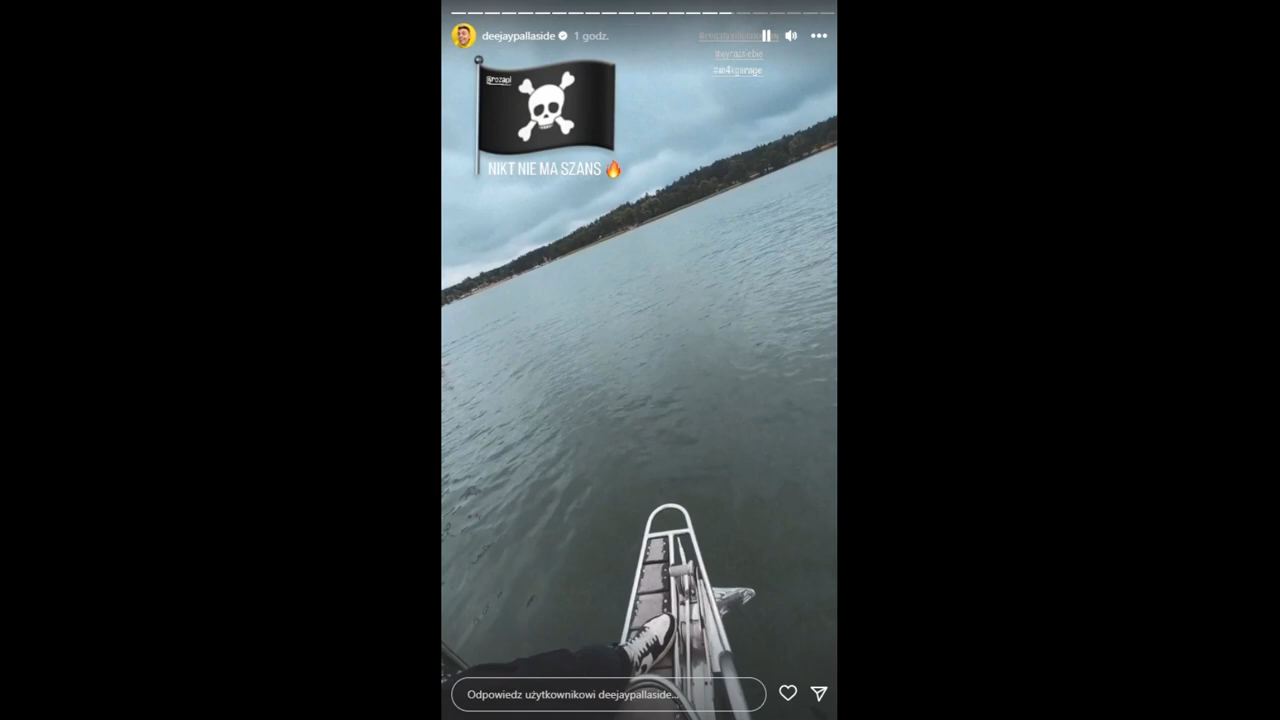 deejaypallaside 1 godz.
NIKT NIE MA SZANS
Odpowiedz użytkownikowi deejaypallaside...